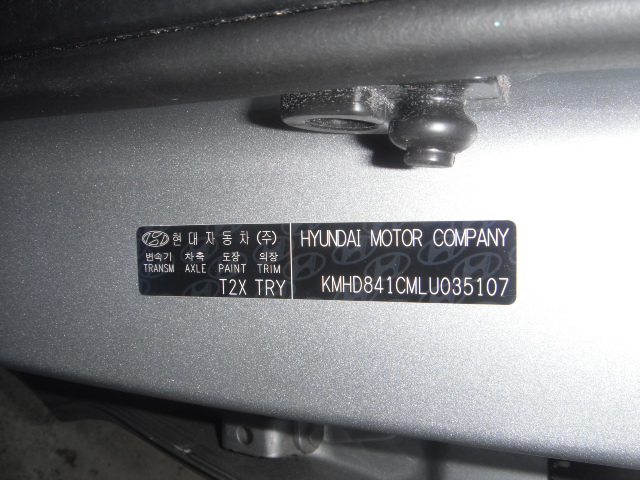 현대자동차(주)
변속기 차축 도장 의장
TRANSM AXLE PAINT TRIM
T2X TRY
HYUNDAI MOTOR COMPANY
KMHD841CMLU035107